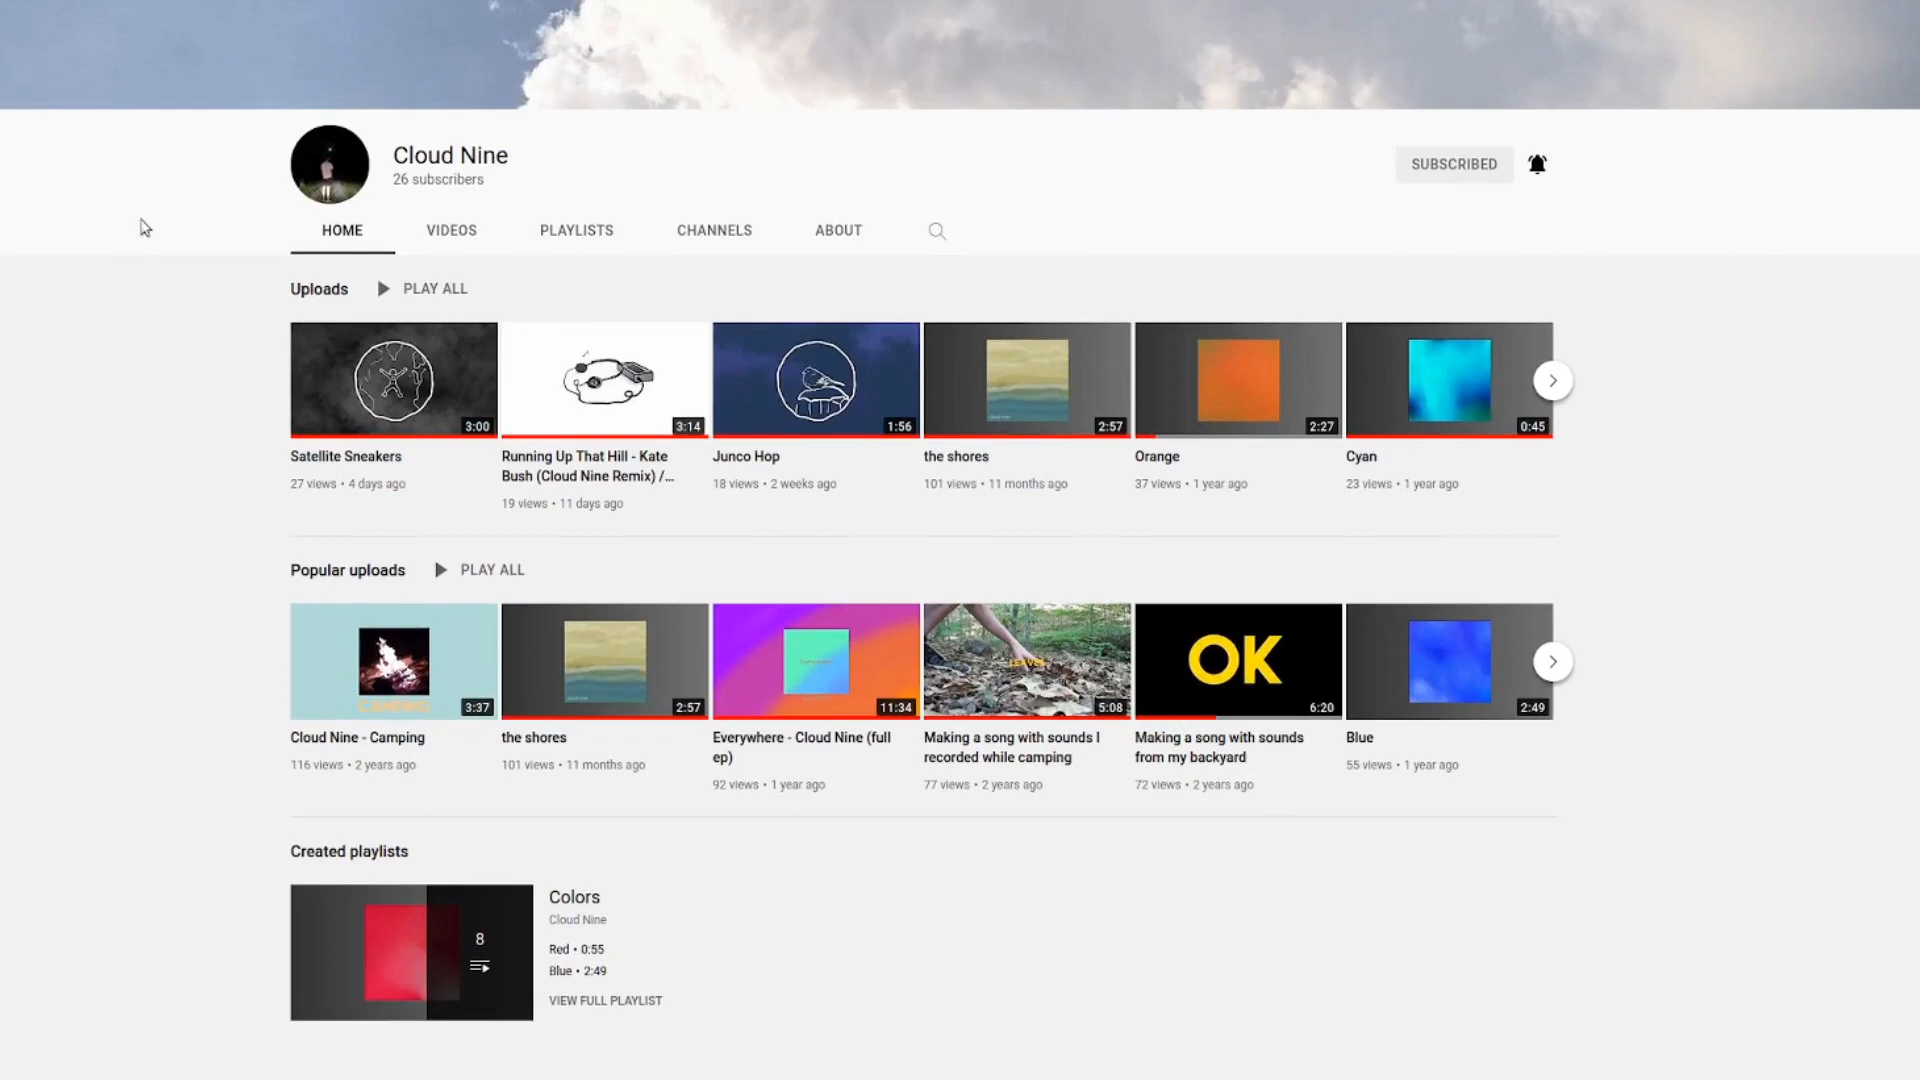 Cloud Nine
26 subscribers
SUBSCRIBED
HOME VIDEOS PLAYLISTS CHANNELS ABOUT
Uploads PLAY ALL
3:00 3:14 1:56 2:57 2:27 0:45
Satellite Sneakers
27 views • 4 days ago
Running Up That Hill - Kate
Bush (Cloud Nine Remix) /...
19 views • 11 days ago
Junco Hop
18 views • 2 weeks ago
the shores
101 views • 11 months ago
Orange
37 views • 1 year ago
Cyan
23 views • 1 year ago
Popular uploads PLAY ALL
CAMPING
LEAVES
OK
3:37 2:57 11:34 5:08 6:20 2:49
Cloud Nine - Camping
116 views • 2 years ago
the shores
101 views • 11 months ago
Everywhere - Cloud Nine (full
ep)
92 views • 1 year ago
Making a song with sounds I
recorded while camping
77 views • 2 years ago
Making a song with sounds
from my backyard
72 views • 2 years ago
Blue
55 views • 1 year ago
Created playlists
8
Colors
Cloud Nine
Red • 0:55
Blue • 2:49
VIEW FULL PLAYLIST